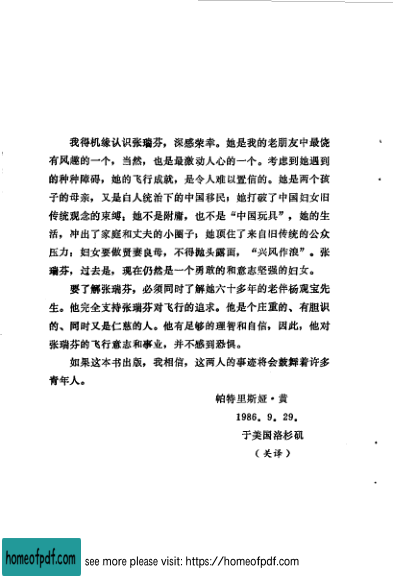 我得机缘认识张瑞芬，深感荣幸。她是我的老朋友中最饶
有风趣的一个，当然，也是最激动人心的一个。考虑到她遇到
的种种障碍，她的飞行成就，是令人难以置信的。她是两个孩
子的母亲，又是白人统治下的中国移民；她打破了中国妇女旧
传统观念的束缚；她不是附庸，也不是“中国玩具”，她的生
活，冲出了家庭和丈夫的小圈子；她顶住了来自旧传统的公众
压力：妇女要做贤妻良母，不得抛头露面，“兴风作浪”。张
瑞芬，过去是，现在仍然是一个勇敢的和意志坚强的妇女。
要了解张瑞芬，必须同时了解她六十多年的老伴杨观宝先
生。他完全支持张瑞芬对飞行的追求。他是个庄重的、有胆识
的、同时又是仁慈的人。他有足够的理智和自信，因此，他对
张瑞芬的飞行意志和事业，并不感到恐惧。
如果这本书出版，我相信，这两人的事迹将会鼓舞着许多
青年人。
帕特里斯娅·黄
1986．9．29．
于美国洛杉矶
（关译）
homeofpdf.com
see more please visit: https://homeofpdf.com